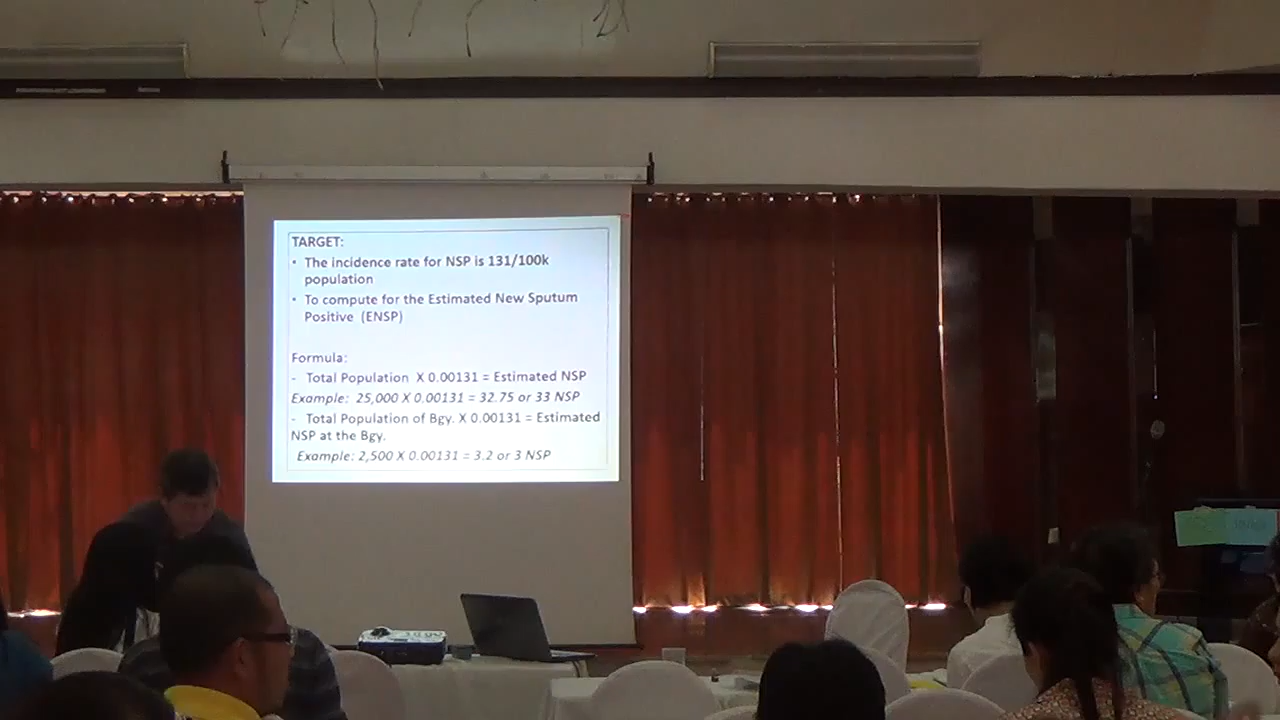 TARGET:
• The incidence rate for NSP is 131/100k
population
• To compute for the Estimated New Sputum
Positive (ENSP)
Formula:
- Total Population X 0.00131 = Estimated NSP
Example: 25,000 X 0.00131 = 32.75 or 33 NSP
- Total Population of Bgy. X 0.00131 = Estimated
NSP at the Bgy.
Example: 2,500 X 0.00131 = 3.2 or 3 NSP